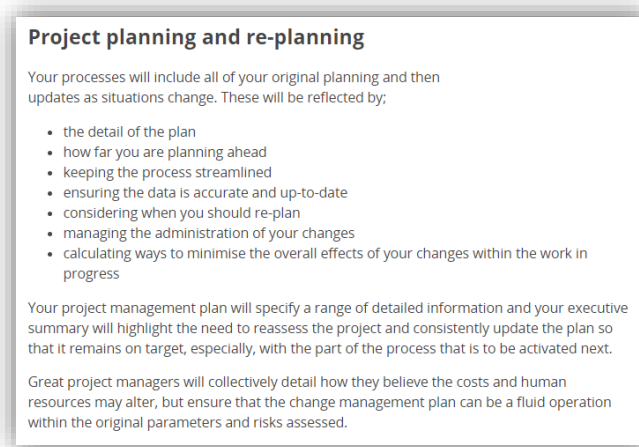 Project planning and re-planning
Your processes will include all of your original planning and then
updates as situations change. These will be reflected by;
• the detail of the plan
• how far you are planning ahead
• keeping the process streamlined
• ensuring the data is accurate and up-to-date
• considering when you should re-plan
• managing the administration of your changes
• calculating ways to minimise the overall effects of your changes within the work in
progress
Your project management plan will specify a range of detailed information and your executive
summary will highlight the need to reassess the project and consistently update the plan so
that it remains on target, especially, with the part of the process that is to be activated next.
Great project managers will collectively detail how they believe the costs and human
resources may alter, but ensure that the change management plan can be a fluid operation
within the original parameters and risks assessed.